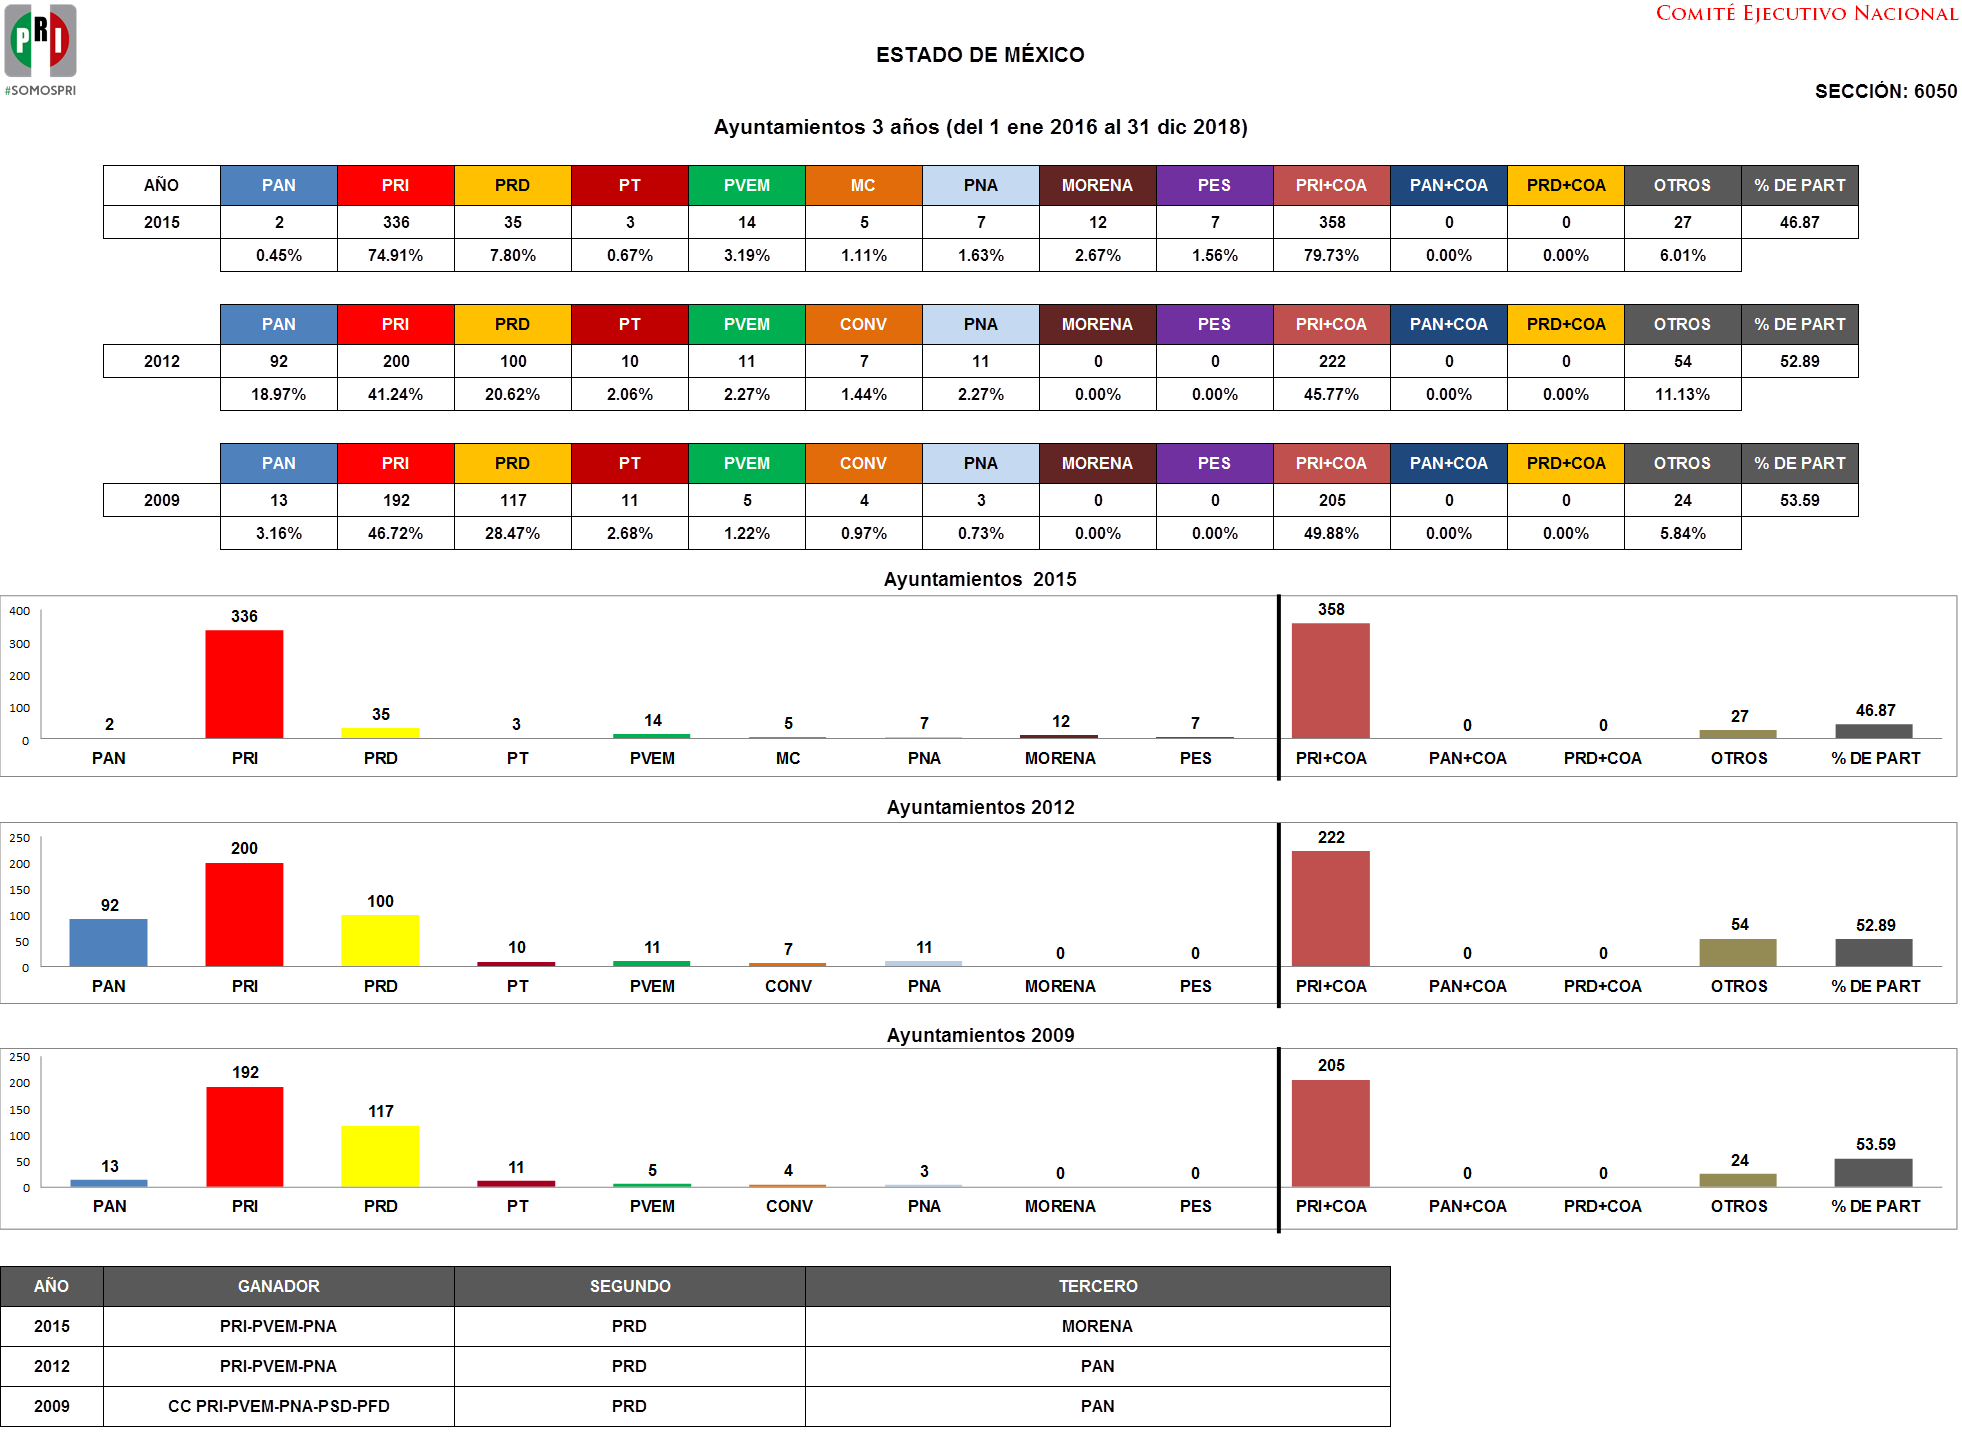 PRI
#SOMOSPRI
COMITÉ EJECUTIVO NACIONAL
ESTADO DE MÉXICO
SECCIÓN: 6050
Ayuntamientos 3 años (del 1 ene 2016 al 31 dic 2018)
AÑO PAN PRI PRD PT PVEM MC PNA MORENA PES PRI+COA PAN+COA PRD+COA OTROS % DE PART
2015 2 336 35 3 14 5 7 12 7 358 0 0 27 46.87
0.45% 74.91% 7.80% 0.67% 3.19% 1.11% 1.63% 2.67% 1.56% 79.73% 0.00% 0.00% 6.01%
PAN PRI PRD PT PVEM CONV PNA MORENA PES PRI+COA PAN+COA PRD+COA OTROS % DE PART
2012 92 200 100 10 11 7 11 0 0 222 0 0 54 52.89
18.97% 41.24% 20.62% 2.06% 2.27% 1.44% 2.27% 0.00% 0.00% 45.77% 0.00% 0.00% 11.13%
PAN PRI PRD PT PVEM CONV PNA MORENA PES PRI+COA PAN+COA PRD+COA OTROS % DE PART
2009 13 192 117 11 5 4 3 0 0 205 0 0 24 53.59
3.16% 46.72% 28.47% 2.68% 1.22% 0.97% 0.73% 0.00% 0.00% 49.88% 0.00% 0.00% 5.84%
Ayuntamientos 2015
400
300
200
100
0
2 336 35 3 14 5 7 12 7 358 0 0 27 46.87
PAN PRI PRD PT PVEM MC PNA MORENA PES PRI+COA PAN+COA PRD+COA OTROS % DE PART
Ayuntamientos 2012
250
200
150
100
50
0
92 200 100 10 11 7 11 0 0 222 0 0 54 52.89
PAN PRI PRD PT PVEM CONV PNA MORENA PES PRI+COA PAN+COA PRD+COA OTROS % DE PART
Ayuntamientos 2009
250
200
150
100
50
0
13 192 117 11 5 4 3 0 0 205 0 0 24 53.59
PAN PRI PRD PT PVEM CONV PNA MORENA PES PRI+COA PAN+COA PRD+COA OTROS % DE PART
AÑO GANADOR SEGUNDO TERCERO
2015 PRI-PVEM-PNA PRD MORENA
2012 PRI-PVEM-PNA PRD PAN
2009 CC PRI-PVEM-PNA-PSD-PFD PRD PAN